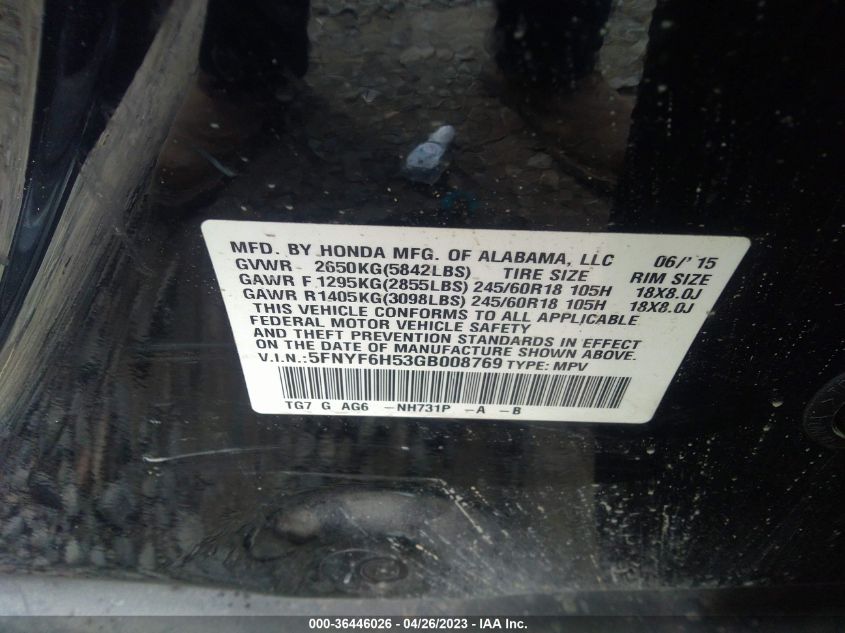 MFD. BY HONDA MFG. OF ALABAMA, LLC 06/'15
GVWR 2650KG(5842LBS) TIRE SIZE RIM SIZE
GAWR F 1295KG(2855LBS) 245/60R18 105H 18X8.0J
GAWR R1405KG(3098LBS) 245/60R18 105H 18X8.0J
THIS VEHICLE CONFORMS TO ALL APPLICABLE
FEDERAL MOTOR VEHICLE SAFETY
AND THEFT PREVENTION STANDARDS IN EFFECT
ON THE DATE OF MANUFACTURE SHOWN ABOVE.
V.I.N.:5FNYF6H53GB008769 TYPE: MPV
TG7 G AG6 -NH731P -A -B
000-36446026 - 04/26/2023 - IAA Inc.